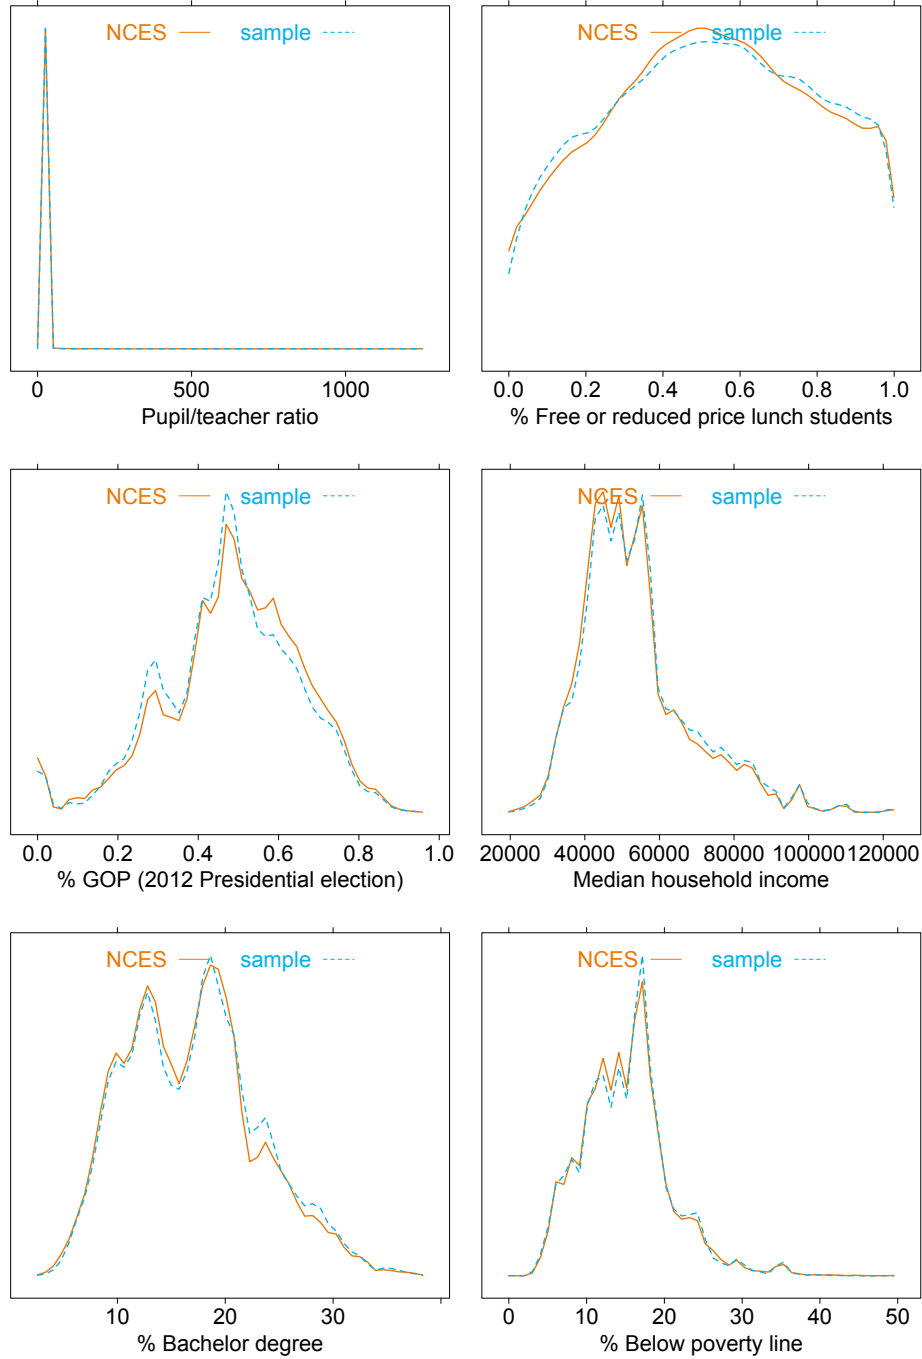 NCES sample
0 500 1000
Pupil/teacher ratio
NCES sample
0.0 0.2 0.4 0.6 0.8 1.0
% Free or reduced price lunch students
NCES sample
0.0 0.2 0.4 0.6 0.8 1.0
% GOP (2012 Presidential election)
NCES sample
20000 40000 60000 80000 100000 120000
Median household income
NCES sample
10 20 30
% Bachelor degree
NCES sample
0 10 20 30 40 50
% Below poverty line